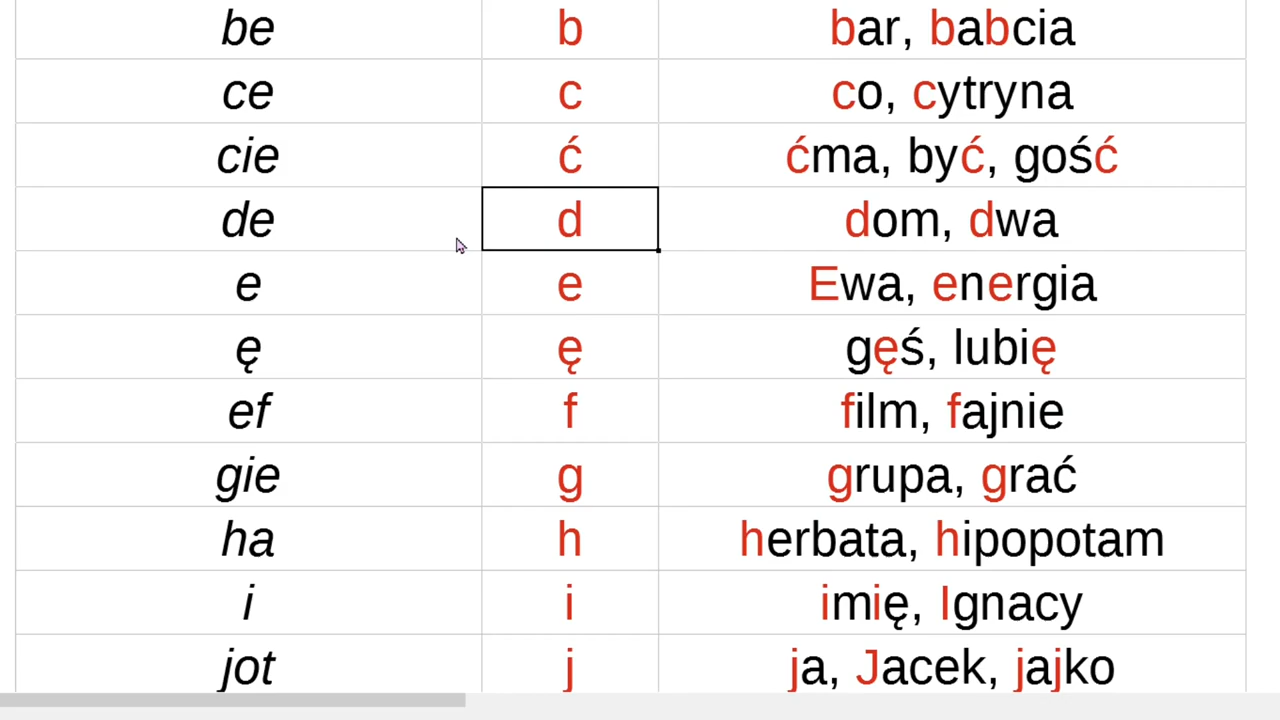 be b bar, babcia
ce c co, cytryna
cie ć ćma, być, gość
de d dom, dwa
e e Ewa, energia
ę ę gęś, lubię
ef f film, fajnie
gie g grupa, grać
ha h herbata, hipopotam
i i imię, Ignacy
jot j ja, Jacek, jajko